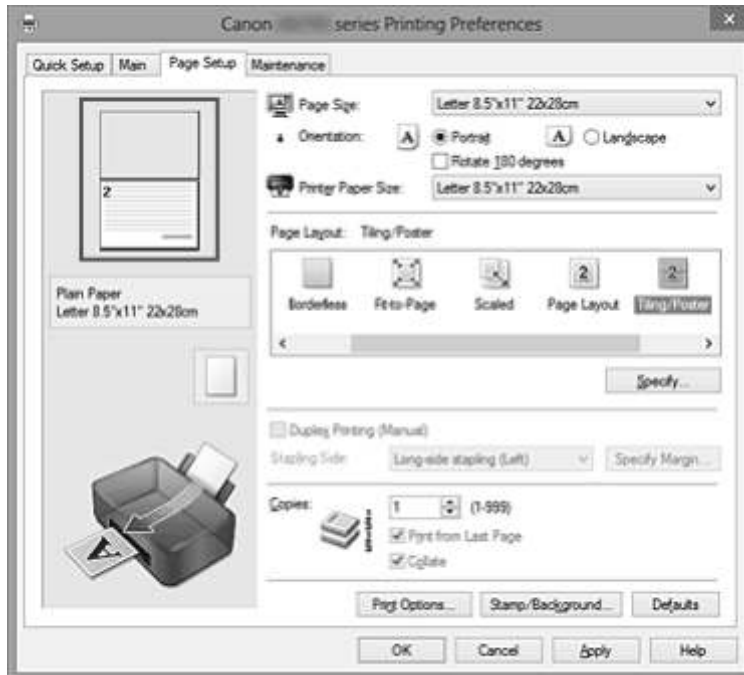 Canon series Printing Preferences
Quick Setup Main Page Setup Maintenance
Page Size: Letter 8.5"x11" 22x28cm
Orientation: A Portrait A Landscape
Rotate 180 degrees
Printer Paper Size: Letter 8.5"x11" 22x28cm
2
Page Layout: Tiling/Poster
2 2
Borderless Fit-to-Page Scaled Page Layout Tiling/Poster
Plain Paper
Letter 8.5"x11" 22x28cm
Specify...
Duplex Printing (Manual)
Stapling Side: Long-side stapling (Left) Specify Margin...
Copies: 1 (1-999)
Print from Last Page
Collate
A
Print Options... Stamp/Background... Defaults
OK Cancel Apply Help